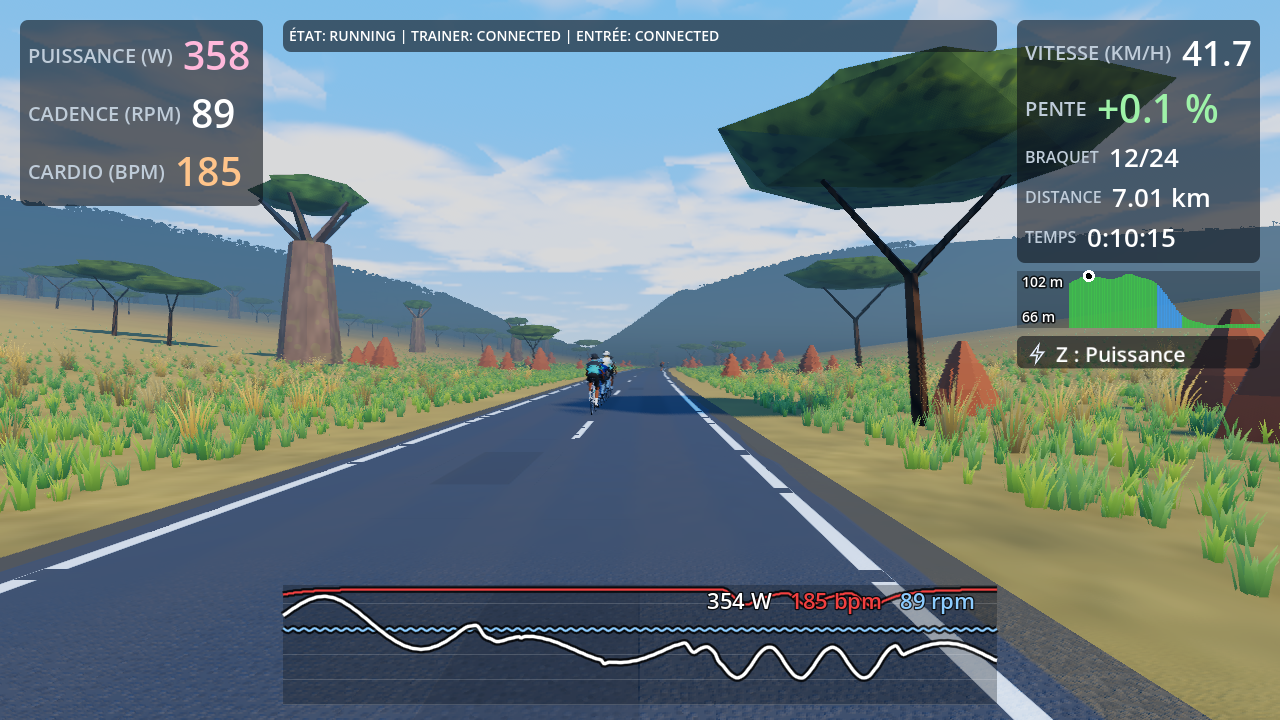 PUISSANCE (W) 358
CADENCE (RPM) 89
CARDIO (BPM) 185
ÉTAT: RUNNING | TRAINER: CONNECTED | ENTRÉE: CONNECTED
VITESSE (KM/H) 41.7
PENTE +0.1 %
BRAQUET 12/24
DISTANCE 7.01 km
TEMPS 0:10:15
102 m
66 m
Z : Puissance
354 W 185 bpm 89 rpm